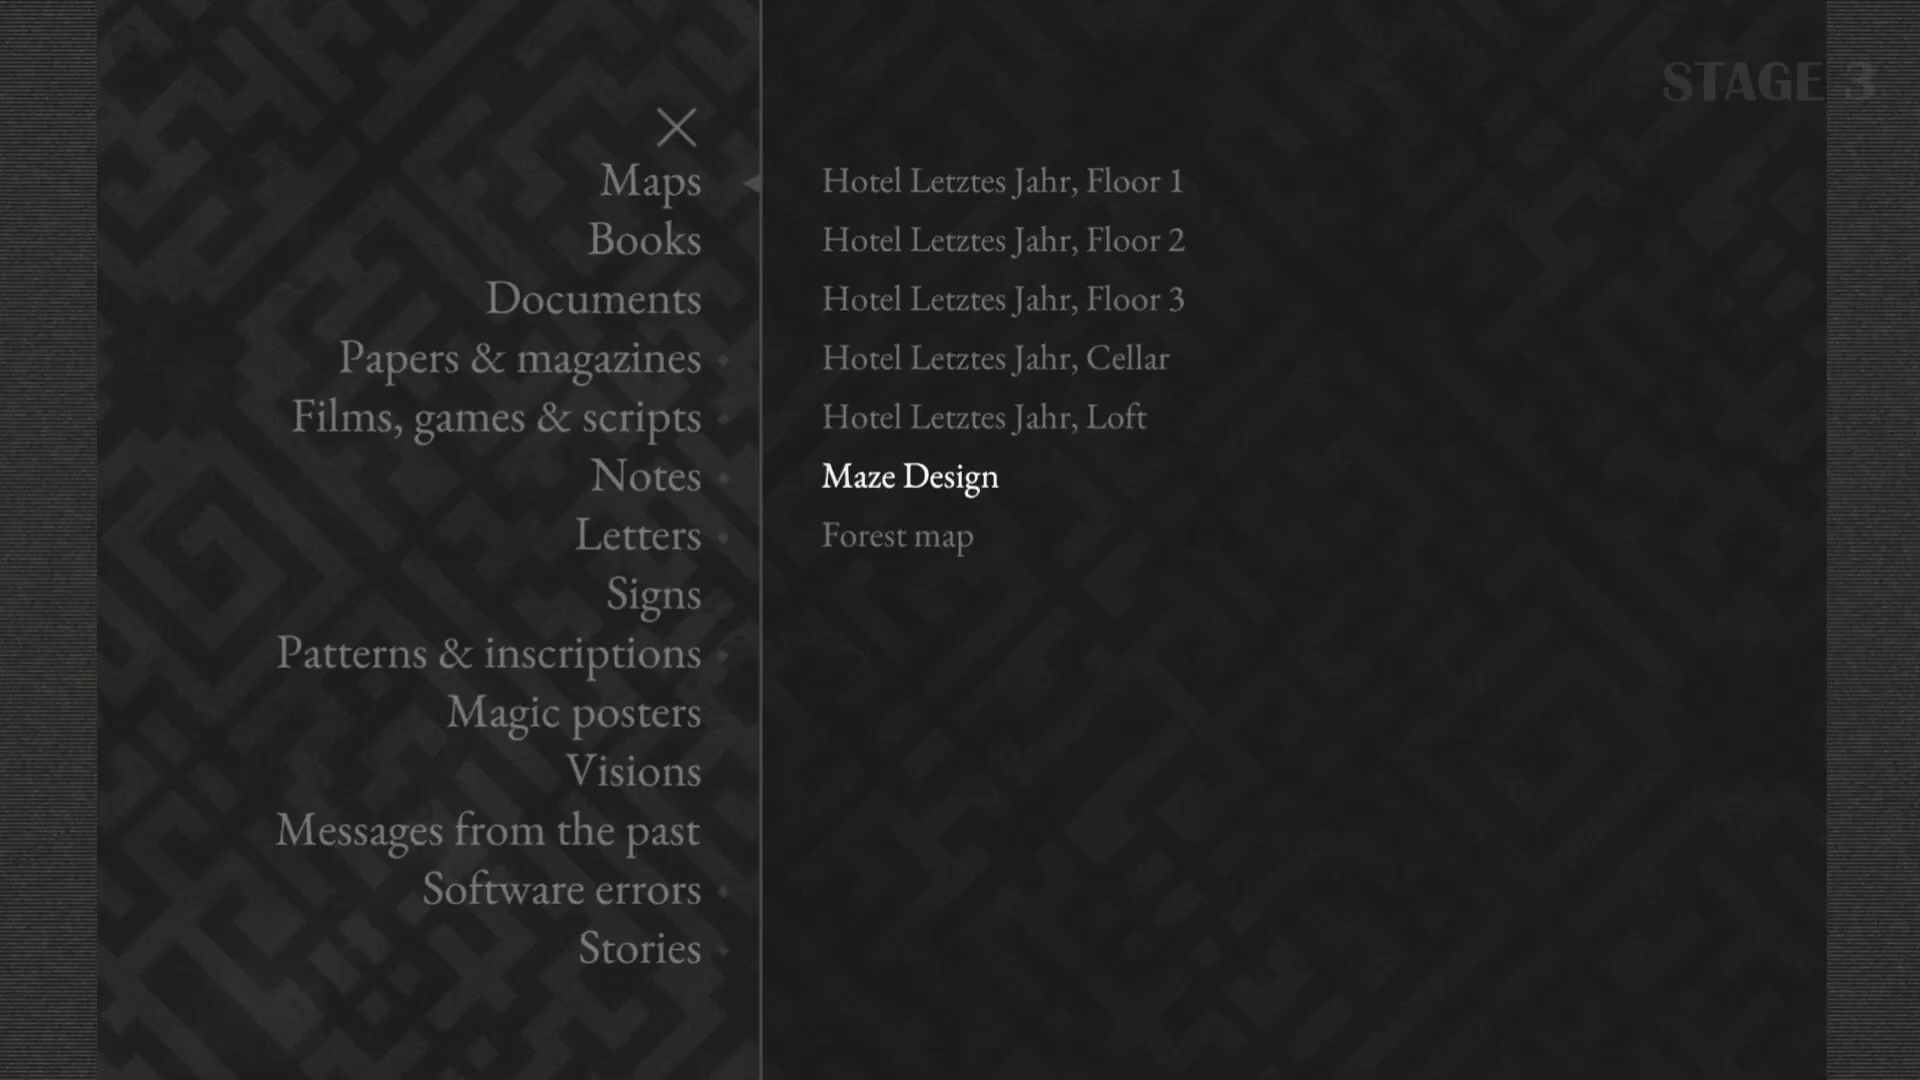 STAGE 3
Maps
Books
Documents
Papers & magazines
Films, games & scripts
Notes
Letters
Signs
Patterns & inscriptions
Magic posters
Visions
Messages from the past
Software errors
Stories
Hotel Letztes Jahr, Floor 1
Hotel Letztes Jahr, Floor 2
Hotel Letztes Jahr, Floor 3
Hotel Letztes Jahr, Cellar
Hotel Letztes Jahr, Loft
Maze Design
Forest map